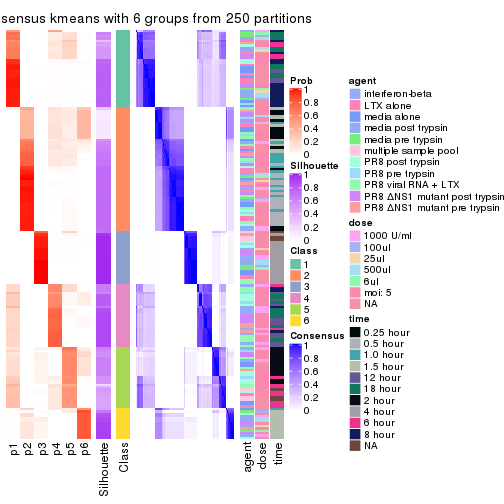 sensus kmeans with 6 groups from 250 partitions
p1
p2
p3
p4
p5
p6
Silhouette
Class
agent
dose
time
Prob
1
0.8
0.6
0.4
0.2
0
Silhouette
1
0.8
0.6
0.4
0.2
0
Class
1
2
3
4
5
6
Consensus
1
0.8
0.6
0.4
0.2
0
agent
interferon-beta
LTX alone
media alone
media post trypsin
media pre trypsin
multiple sample pool
PR8 post trypsin
PR8 pre trypsin
PR8 viral RNA + LTX
PR8 ΔNS1 mutant post trypsin
PR8 ΔNS1 mutant pre trypsin
dose
1000 U/ml
100ul
25ul
500ul
6ul
moi: 5
NA
time
0.25 hour
0.5 hour
1.0 hour
1.5 hour
12 hour
18 hour
2 hour
4 hour
6 hour
8 hour
NA